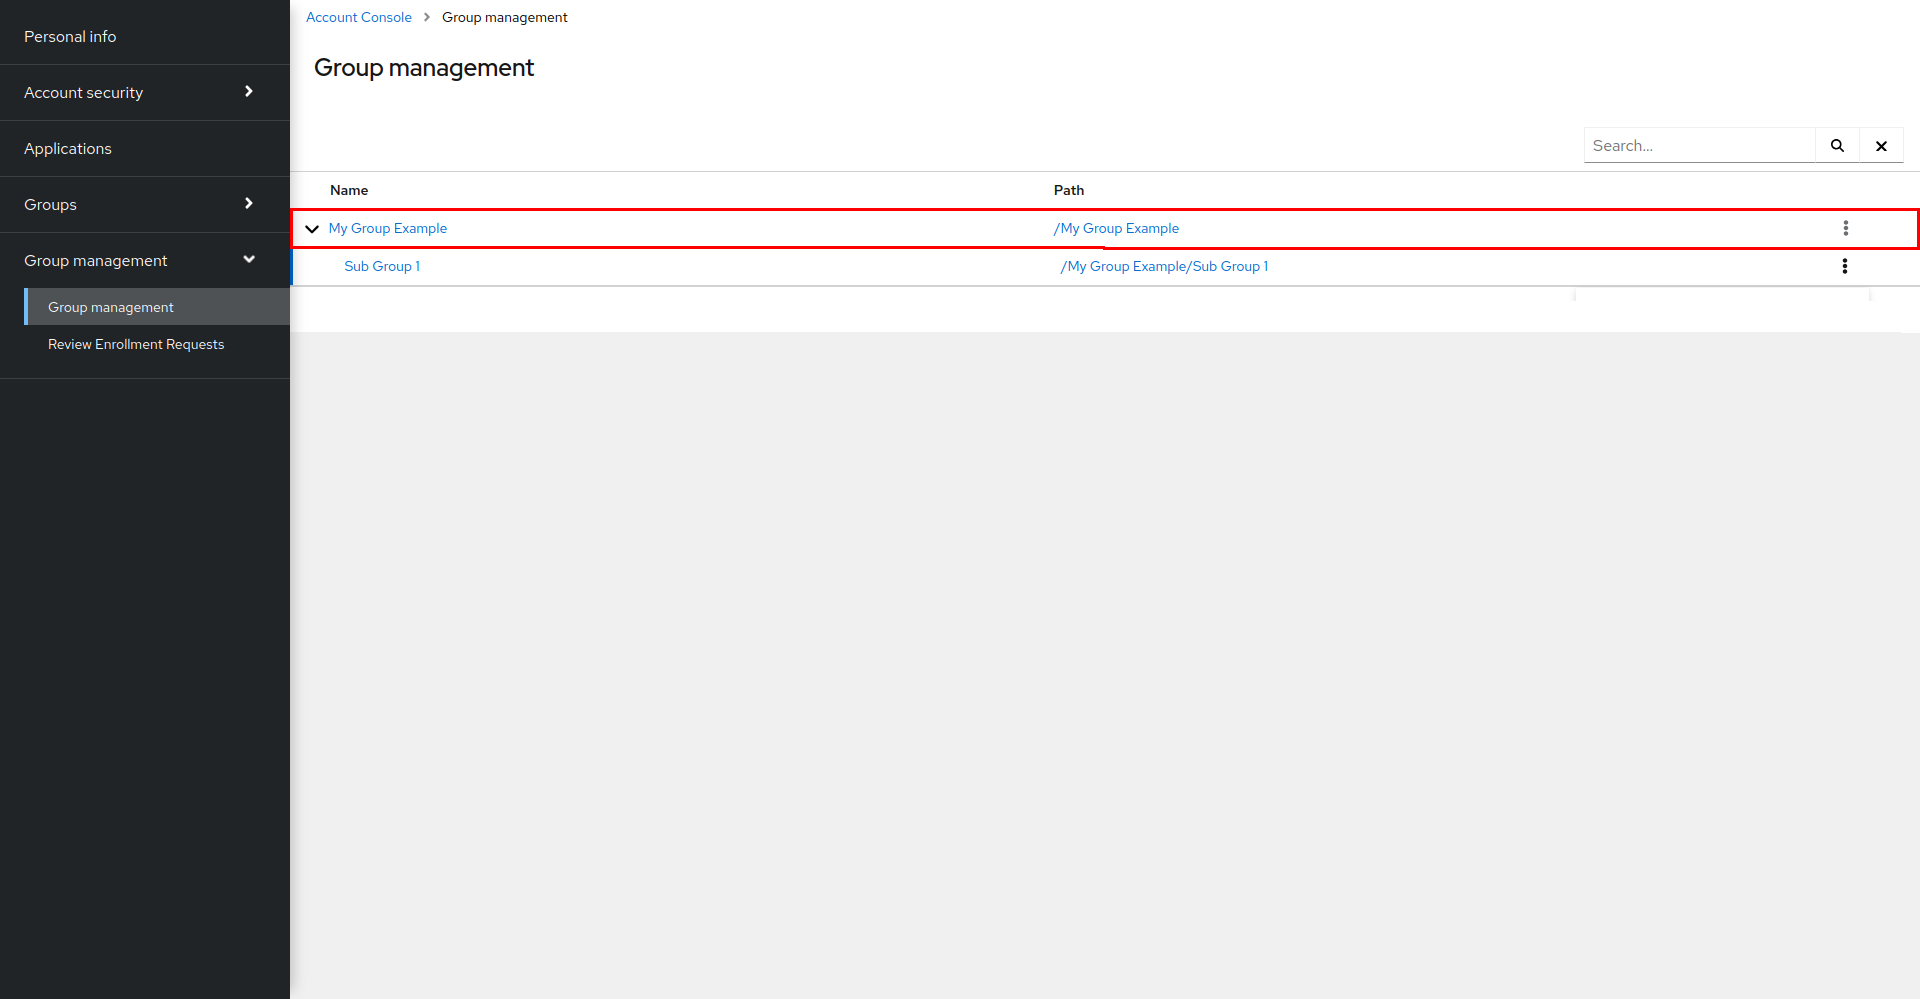 Personal info
Account security
Applications
Groups
Group management
Group management
Review Enrollment Requests
Account Console > Group management
Group management
Search...
Name Path
My Group Example /My Group Example
Sub Group 1 /My Group Example/Sub Group 1